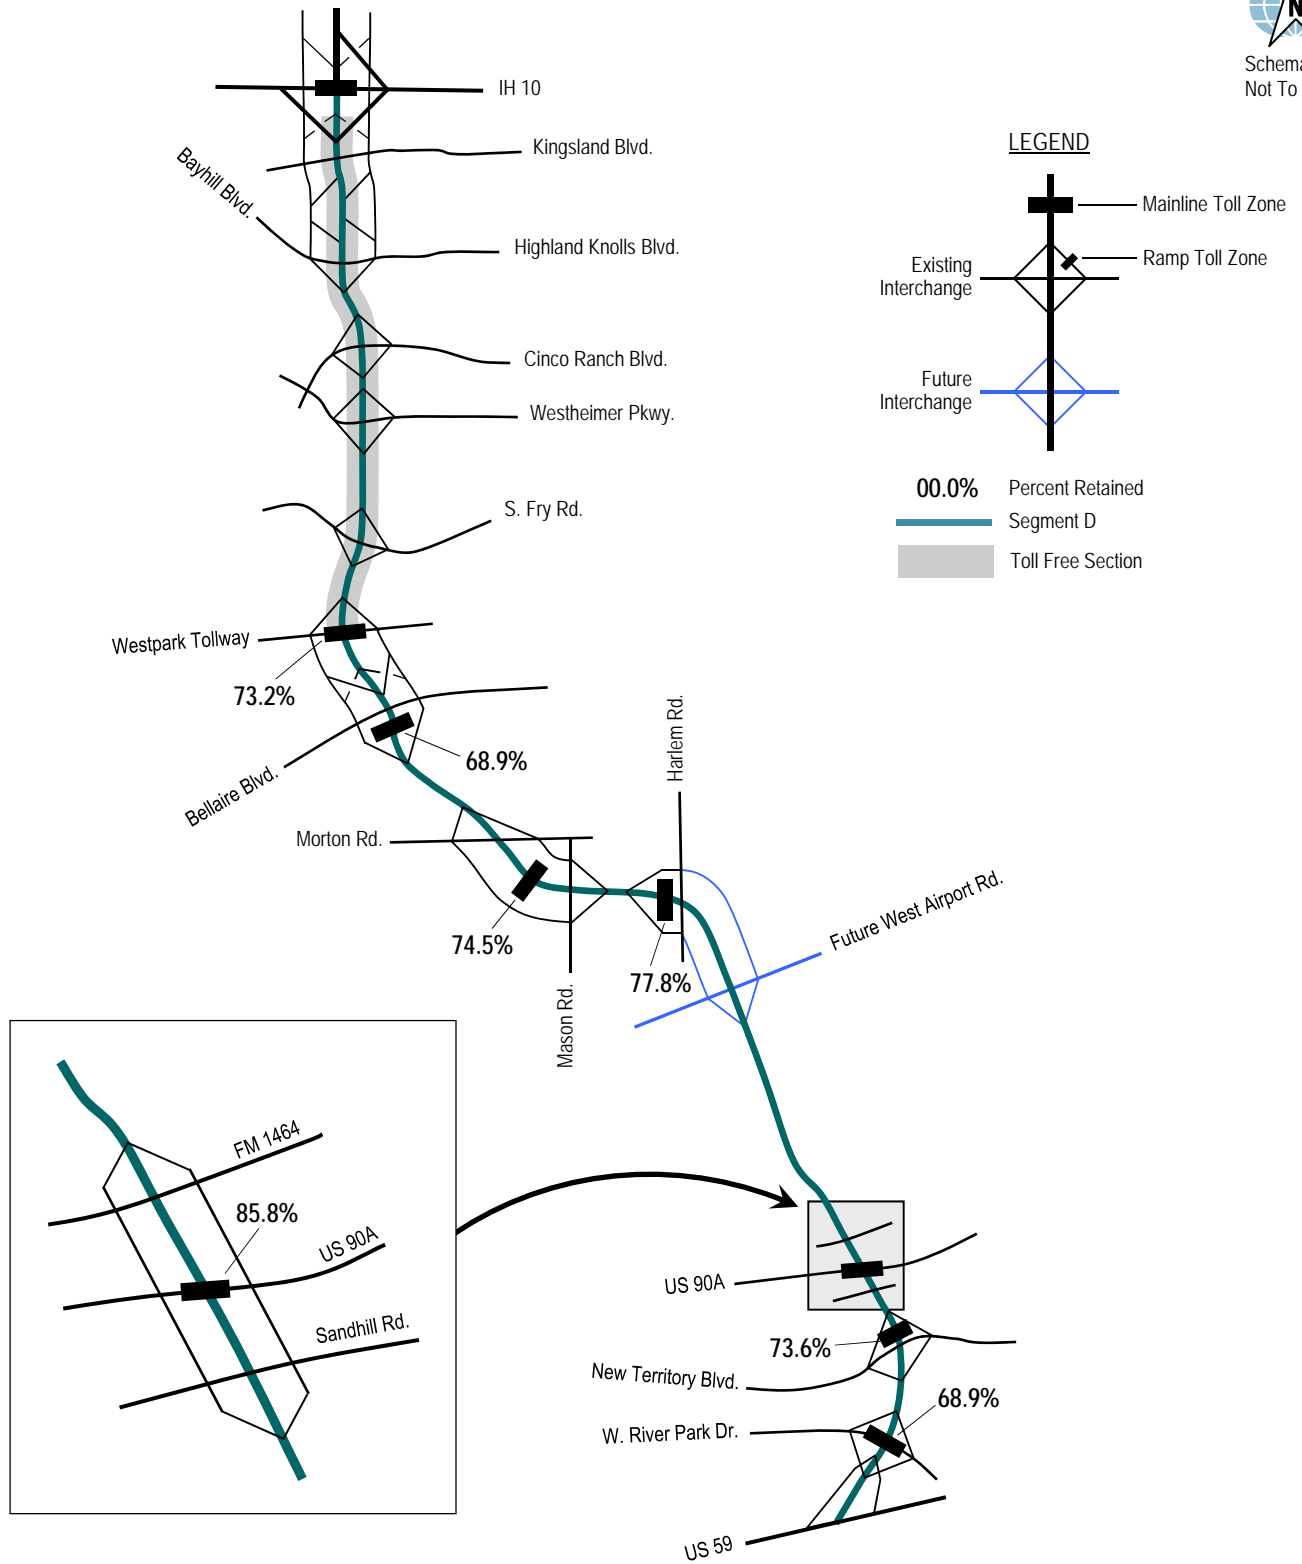 N
Schema
Not To
IH 10
Kingsland Blvd.
Bayhill Blvd.
Highland Knolls Blvd.
Cinco Ranch Blvd.
Westheimer Pkwy.
S. Fry Rd.
Westpark Tollway
73.2%
68.9%
Bellaire Blvd.
Harlem Rd.
Morton Rd.
74.5%
77.8%
Mason Rd.
Future West Airport Rd.
LEGEND
Mainline Toll Zone
Ramp Toll Zone
Existing
Interchange
Future
Interchange
00.0% Percent Retained
Segment D
Toll Free Section
FM 1464
85.8%
US 90A
Sandhill Rd.
US 90A
73.6%
New Territory Blvd.
68.9%
W. River Park Dr.
US 59